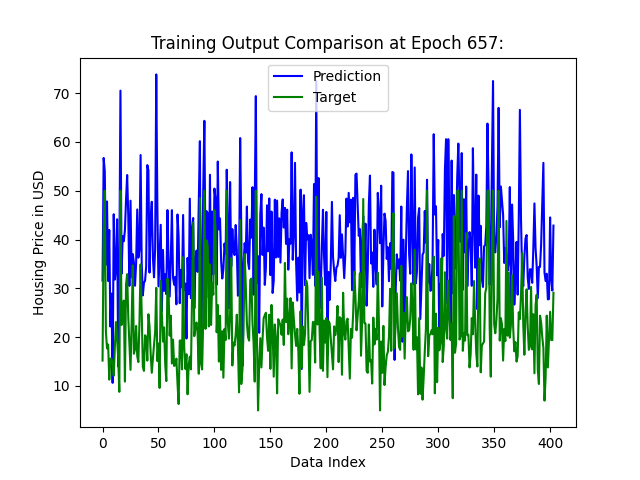 Training Output Comparison at Epoch 657:
Prediction
Target
Housing Price in USD
70
60
50
40
30
20
10
0 50 100 150 200 250 300 350 400
Data Index